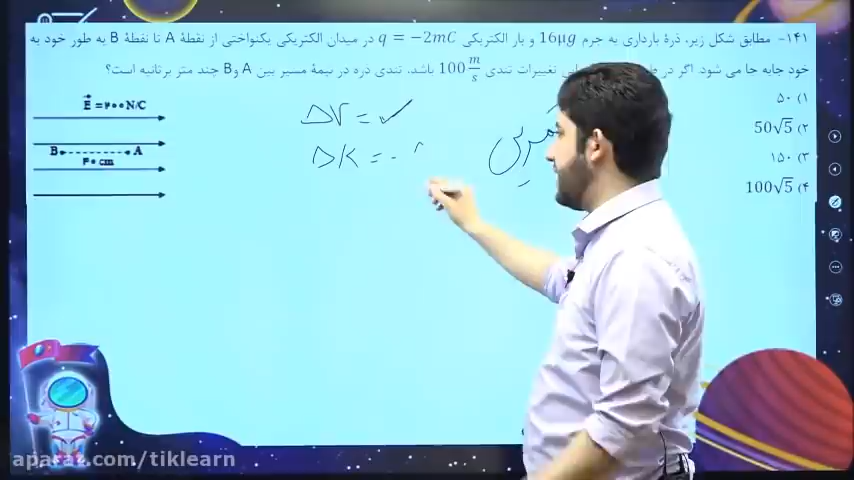 ۱۴۱- مطابق شکل زیر، ذرهٔ بارداری به جرم 16μg و بار الکتریکی q = −2mC در میدان الکتریکی یکنواختی از نقطهٔ A تا نقطهٔ B به طور خود به
خود جابه جا می شود. اگر در تغییرات تندی 100 m/s باشد، تندی ذره در نیمهٔ مسیر بین A و B چند متر بر ثانیه است؟
۱) ۵۰
۲) 50√5
۳) ۱۵۰
۴) 100√5
E⃗ = ۲۰۰ N/C
B A
۴۰ cm
ΔV = ✓
ΔK =
aparat.com/tiklearn